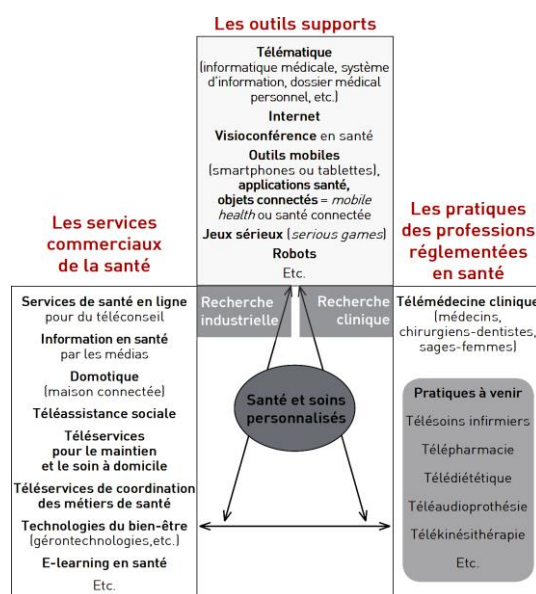 Les outils supports
Télématique
(informatique médicale, système
d'information, dossier médical
personnel, etc.)
Internet
Visioconférence en santé
Outils mobiles
(smartphones ou tablettes),
applications santé,
objets connectés = mobile
health ou santé connectée
Jeux sérieux (serious games)
Robots
Etc.
Les services
commerciaux
de la santé
Services de santé en ligne
pour du téléconseil
Information en santé
par les médias
Domotique
(maison connectée)
Téléassistance sociale
Téléservices
pour le maintien
et le soin à domicile
Téléservices de coordination
des métiers de santé
Technologies du bien-être
(gérontechnologies,etc.)
E-learning en santé
Etc.
Recherche
industrielle
Recherche
clinique
Santé et soins
personnalisés
Les pratiques
des professions
réglementées
en santé
Télémédecine clinique
(médecins,
chirurgiens-dentistes,
sages-femmes)
Pratiques à venir
Télésoins infirmiers
Télépharmacie
Télédiététique
Téléaudioprothésie
Télékinésithérapie
Etc.